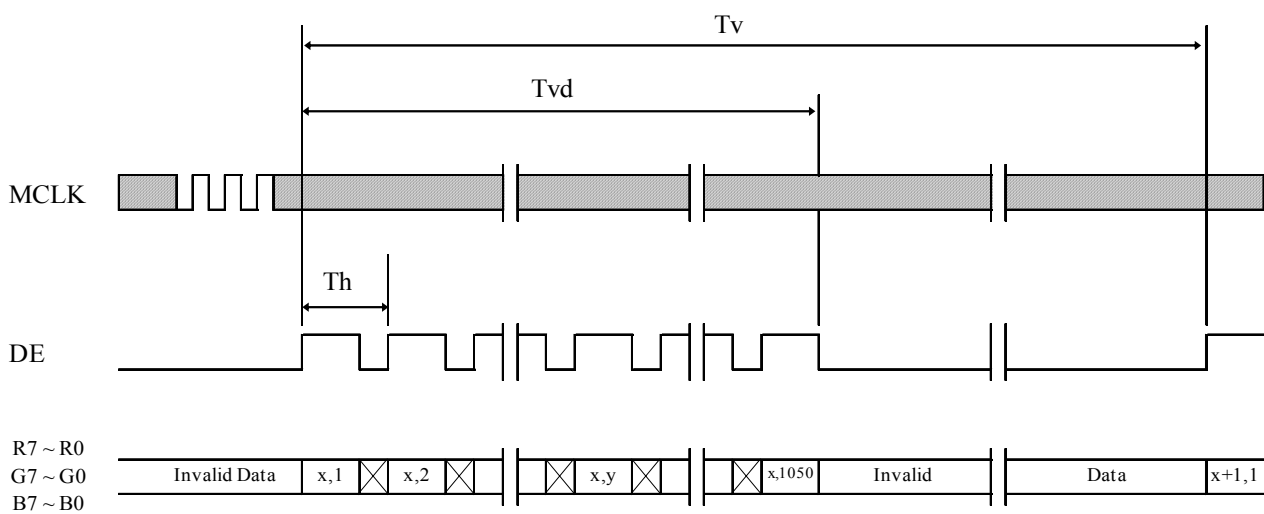 Tv
Tvd
MCLK
Th
DE
R7 ~ R0
G7 ~ G0
B7 ~ B0
Invalid Data
x,1
x,2
x,y
x,1050
Invalid
Data
x+1,1